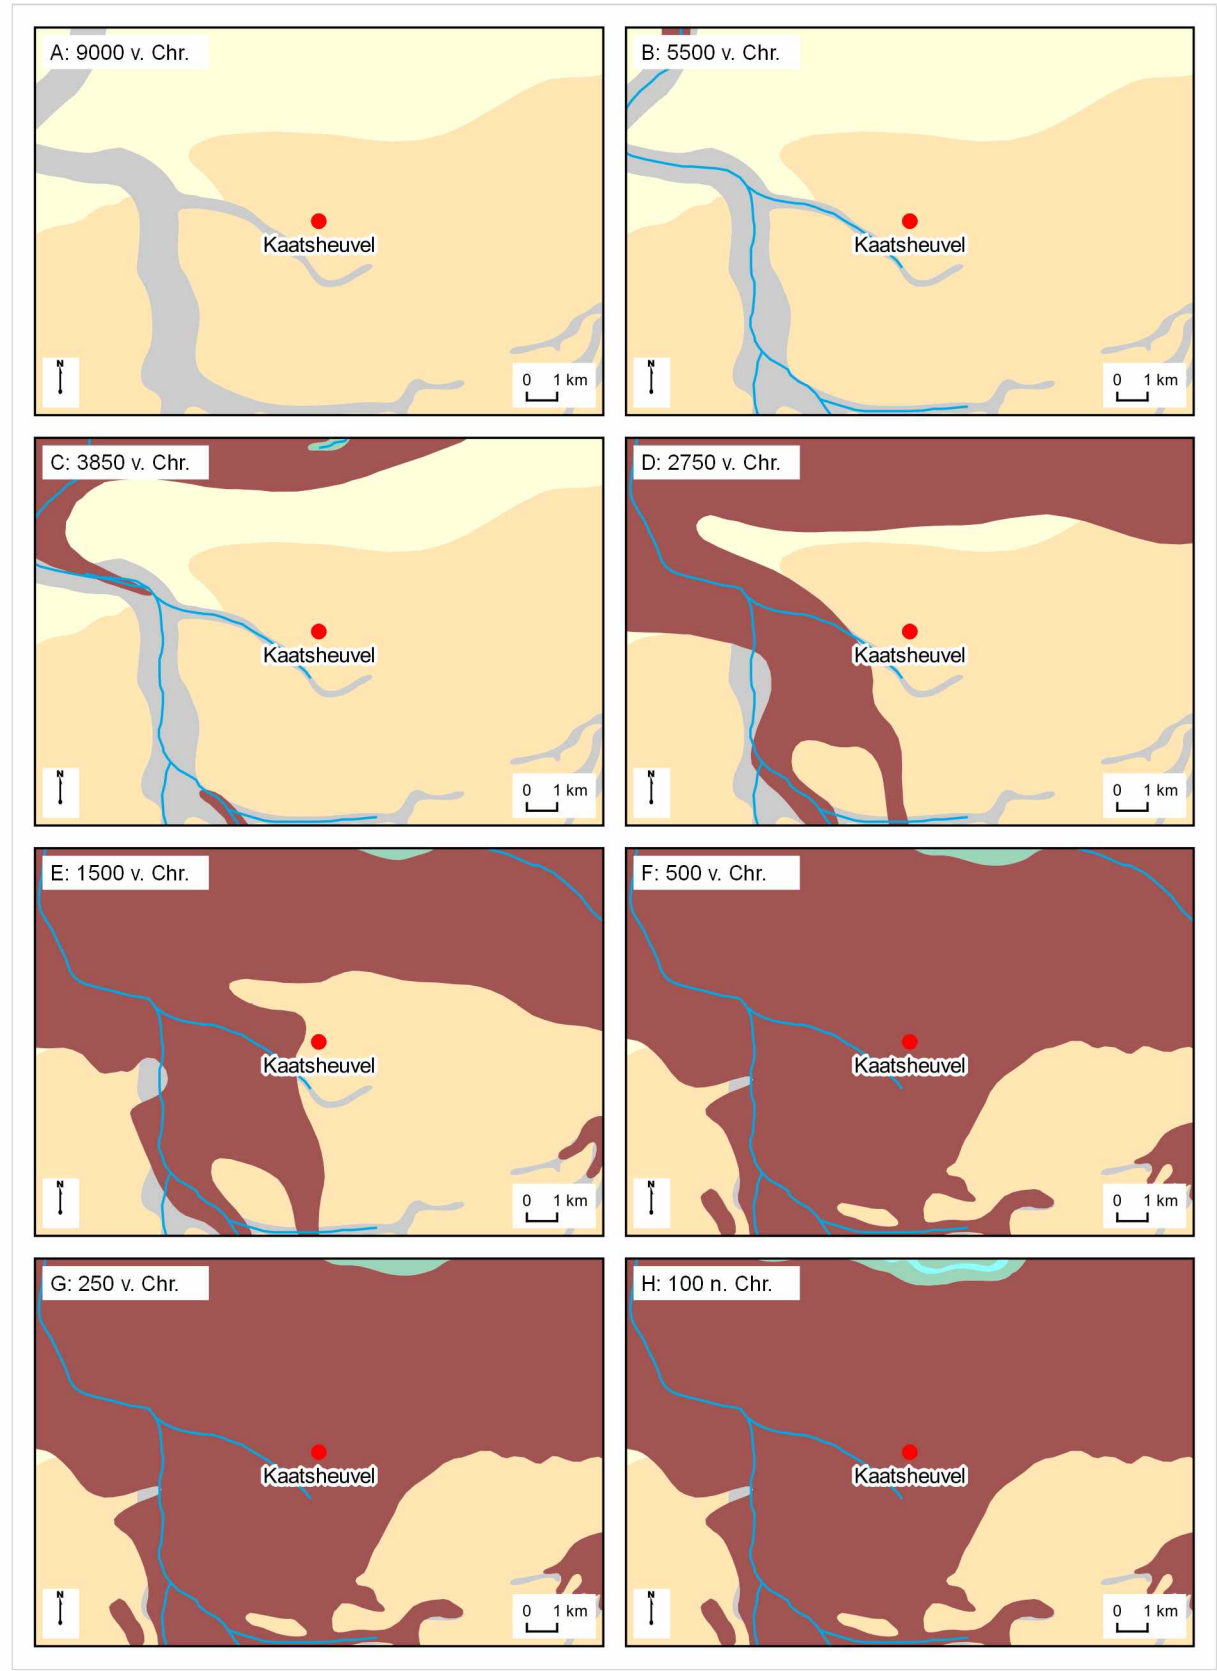 A: 9000 v. Chr.
Kaatsheuvel
N
0 1 km
B: 5500 v. Chr.
Kaatsheuvel
N
0 1 km
C: 3850 v. Chr.
Kaatsheuvel
N
0 1 km
D: 2750 v. Chr.
Kaatsheuvel
N
0 1 km
E: 1500 v. Chr.
Kaatsheuvel
N
0 1 km
F: 500 v. Chr.
Kaatsheuvel
N
0 1 km
G: 250 v. Chr.
Kaatsheuvel
N
0 1 km
H: 100 n. Chr.
Kaatsheuvel
N
0 1 km